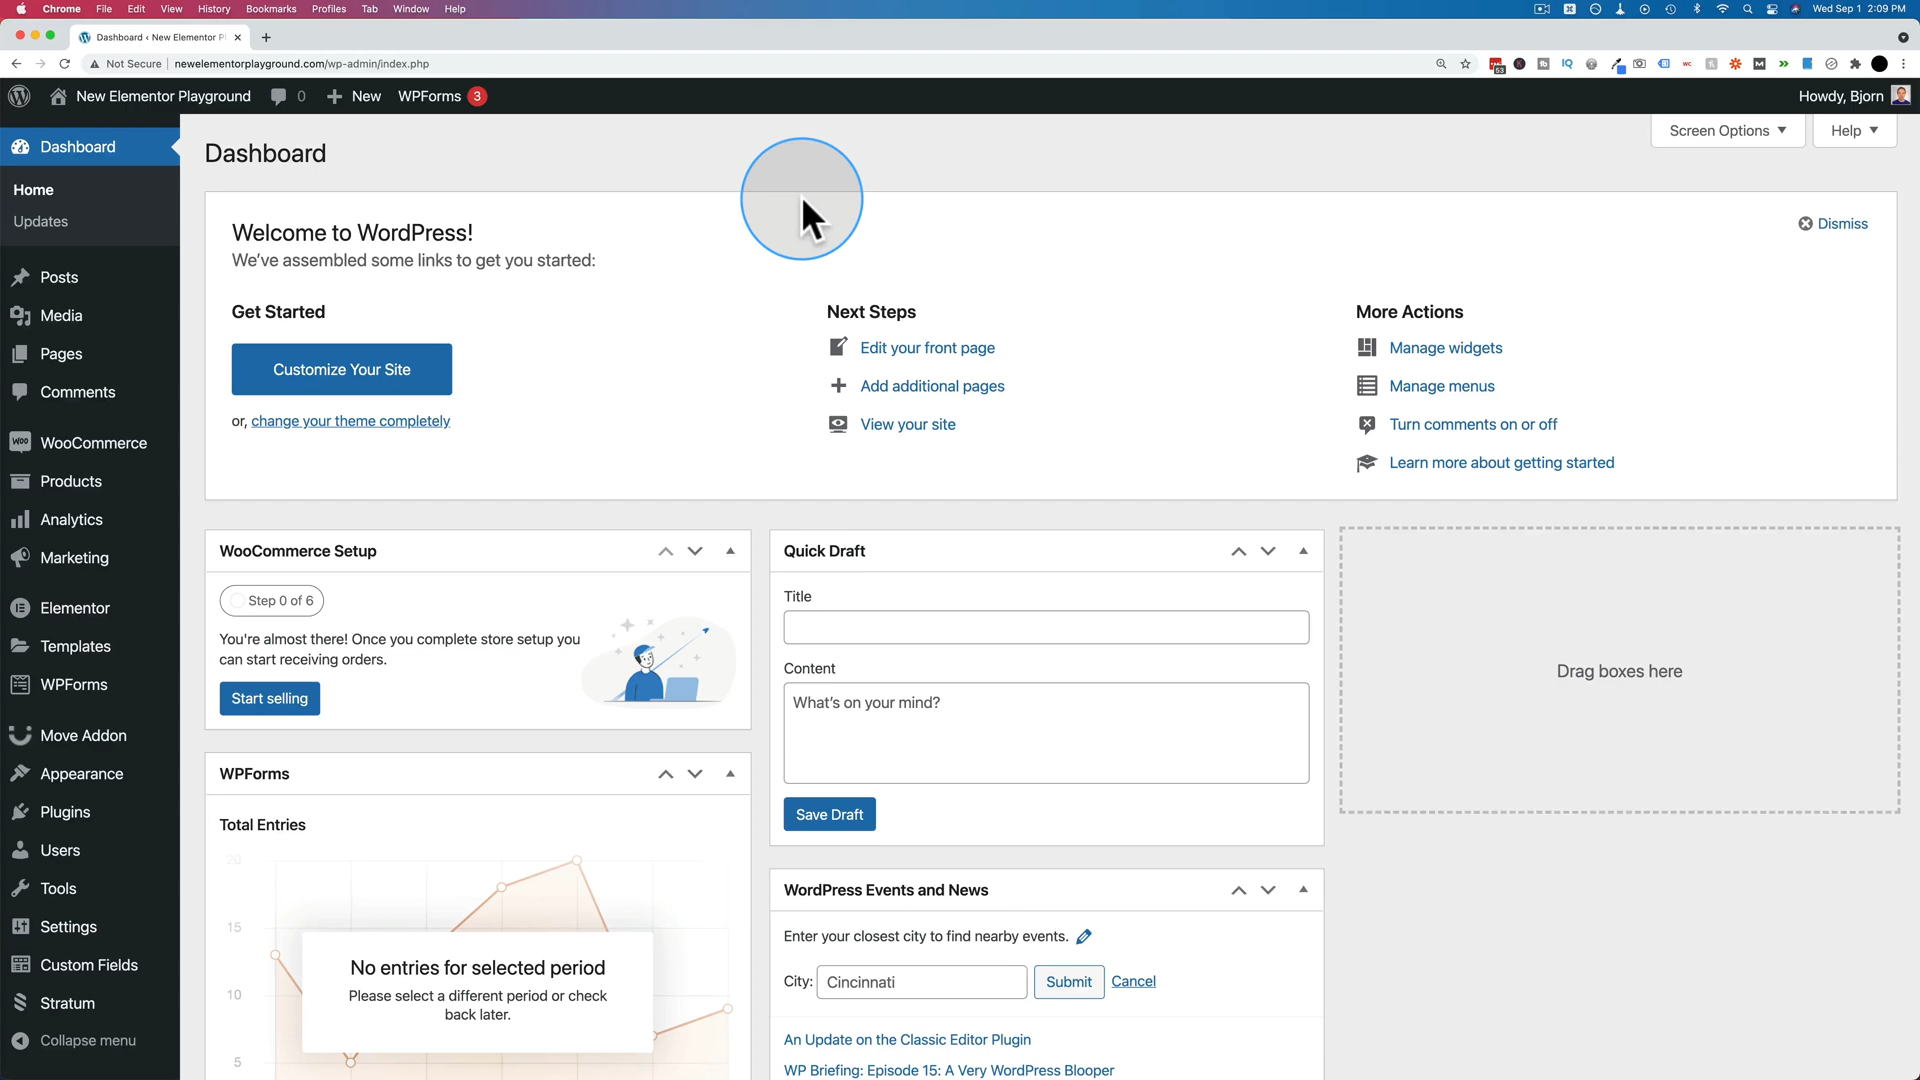 Chrome File Edit View History Bookmarks Profiles Tab Window Help Wed Sep 1 2:09 PM
Dashboard < New Elementor Pl
Not Secure newelementorplayground.com/wp-admin/index.php
New Elementor Playground 0 New WPForms 3 Howdy, Bjorn
Screen Options Help
Dashboard
Home
Updates
Posts
Media
Pages
Comments
WooCommerce
Products
Analytics
Marketing
Elementor
Templates
WPForms
Move Addon
Appearance
Plugins
Users
Tools
Settings
Custom Fields
Stratum
Collapse menu
Dashboard
Welcome to WordPress!
We've assembled some links to get you started:
Dismiss
Get Started
Customize Your Site
or, change your theme completely
Next Steps
Edit your front page
Add additional pages
View your site
More Actions
Manage widgets
Manage menus
Turn comments on or off
Learn more about getting started
WooCommerce Setup
Step 0 of 6
You're almost there! Once you complete store setup you
can start receiving orders.
Start selling
WPForms
Total Entries
20
15
10
5
No entries for selected period
Please select a different period or check
back later.
Quick Draft
Title
Content
What's on your mind?
Save Draft
WordPress Events and News
Enter your closest city to find nearby events.
City: Cincinnati Submit Cancel
An Update on the Classic Editor Plugin
WP Briefing: Episode 15: A Very WordPress Blooper
Drag boxes here